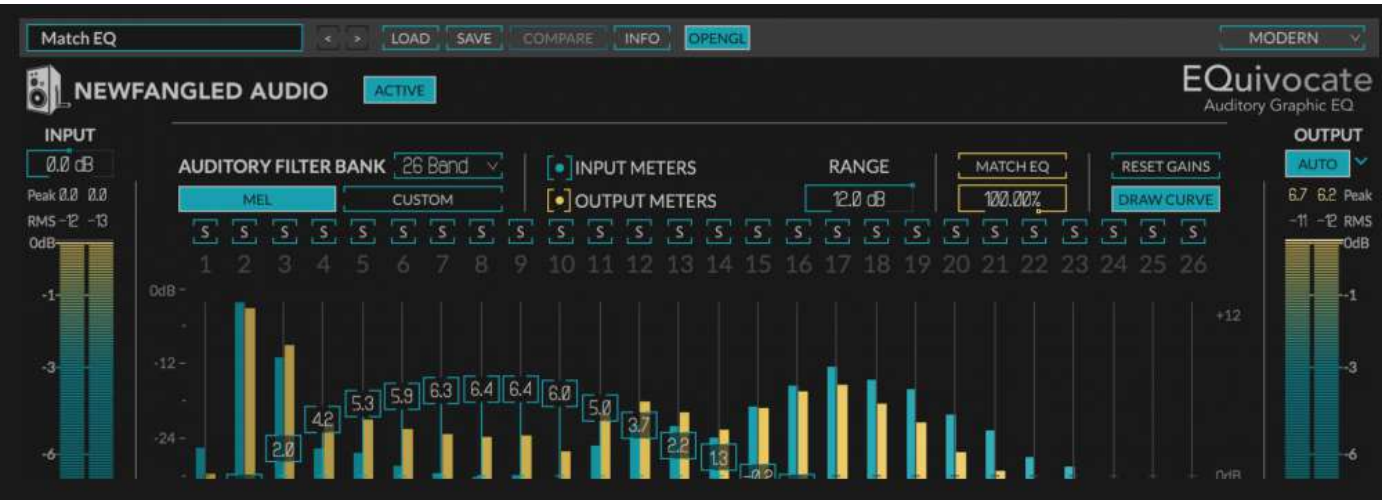 Match EQ < > LOAD SAVE COMPARE INFO OPENGL MODERN
NEWFANGLED AUDIO ACTIVE EQuivocate
Auditory Graphic EQ
INPUT OUTPUT
0.0 dB AUDITORY FILTER BANK 26 Band INPUT METERS RANGE MATCH EQ RESET GAINS AUTO
Peak 0.0 0.0 MEL CUSTOM OUTPUT METERS 12.0 dB 100.00% DRAW CURVE 6.7 6.2 Peak
RMS -12 -13 -11 -12 RMS
S S S S S S S S S S S S S S S S S S S S S S S S S S
0dB 0dB
1 2 3 4 5 6 7 8 9 10 11 12 13 14 15 16 17 18 19 20 21 22 23 24 25 26
-1 0dB -1
+12
-3 -12 -3
4.2 5.3 5.9 6.3 6.4 6.4 6.0 5.0 3.7
-24
2.0 2.2 1.3
-6 -6
-0.2 0dB